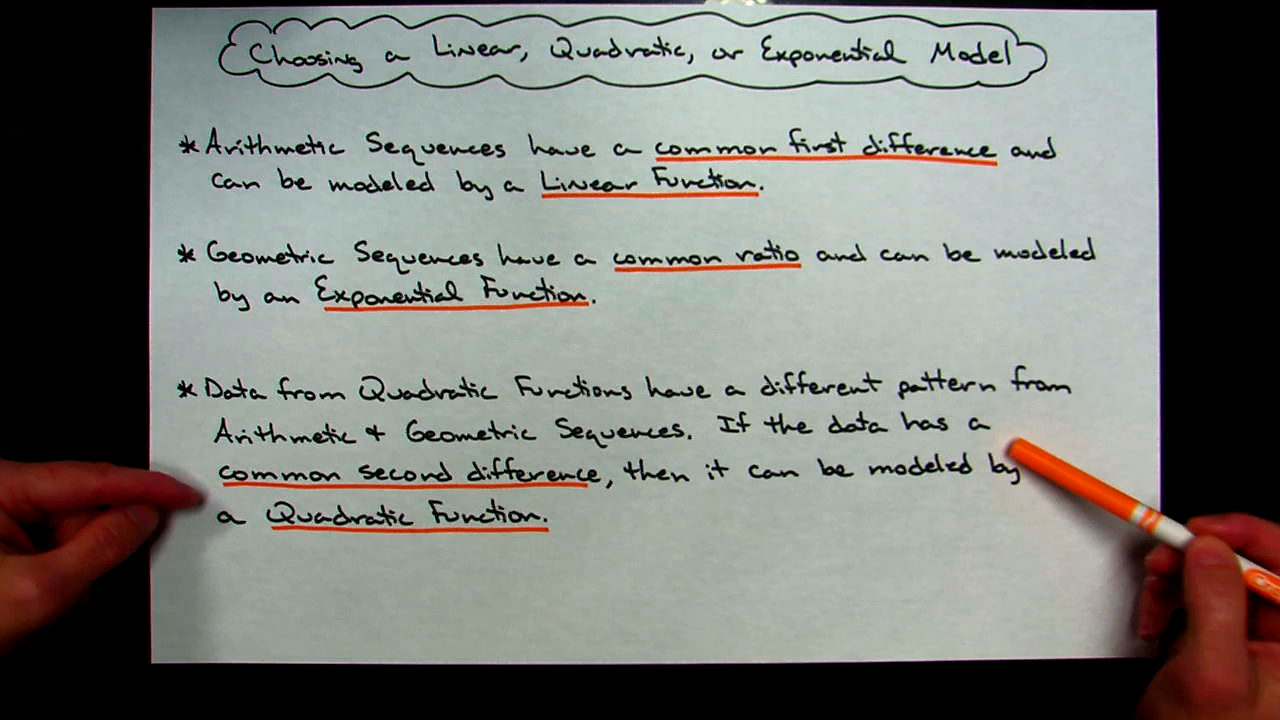 Choosing a Linear, Quadratic, or Exponential Model
* Arithmetic Sequences have a common first difference and
can be modeled by a Linear Function.
* Geometric Sequences have a common ratio and can be modeled
by an Exponential Function.
* Data from Quadratic Functions have a different pattern from
Arithmetic + Geometric Sequences. If the data has a
common second difference, then it can be modeled by
a Quadratic Function.